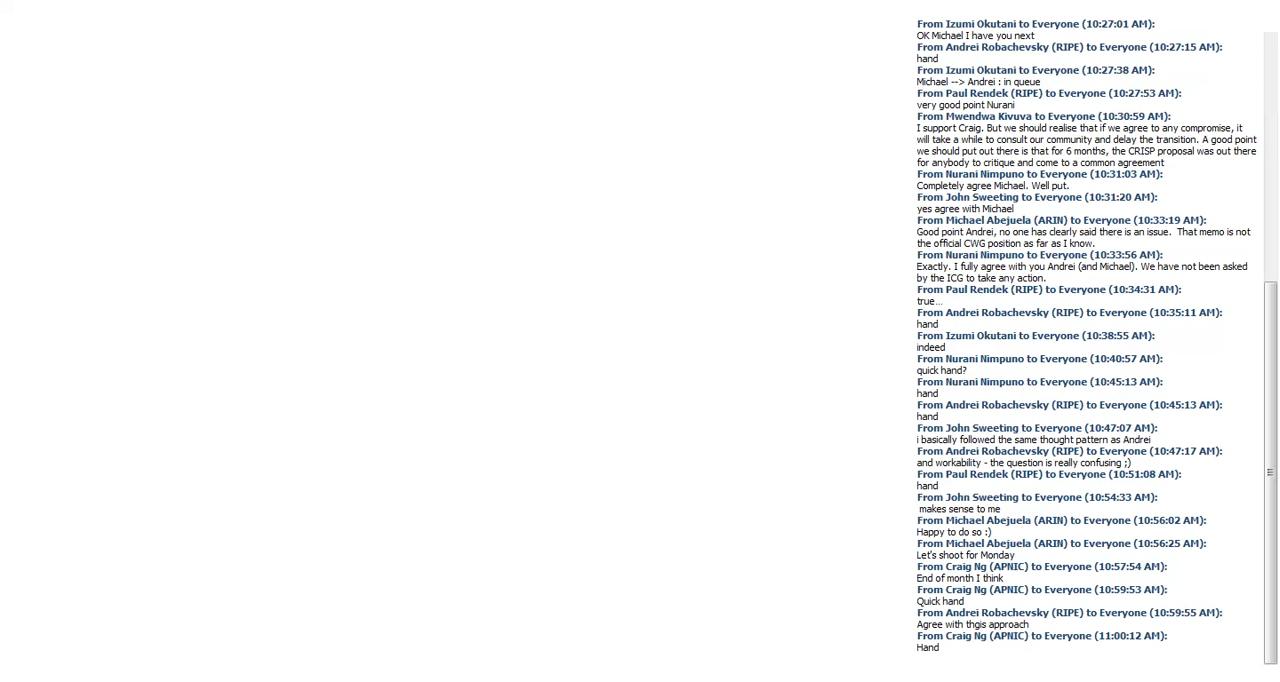 From Izumi Okutani to Everyone (10:27:01 AM):
OK Michael I have you next
From Andrei Robachevsky (RIPE) to Everyone (10:27:15 AM):
hand
From Izumi Okutani to Everyone (10:27:38 AM):
Michael --> Andrei : in queue
From Paul Rendek (RIPE) to Everyone (10:27:53 AM):
very good point Nurani
From Mwendwa Kivuva to Everyone (10:30:59 AM):
I support Craig. But we should realise that if we agree to any compromise, it
will take a while to consult our community and delay the transition. A good point
we should put out there is that for 6 months, the CRISP proposal was out there
for anybody to critique and come to a common agreement
From Nurani Nimpuno to Everyone (10:31:03 AM):
Completely agree Michael. Well put.
From John Sweeting to Everyone (10:31:20 AM):
yes agree with Michael
From Michael Abejuela (ARIN) to Everyone (10:33:19 AM):
Good point Andrei, no one has clearly said there is an issue.  That memo is not
the official CWG position as far as I know.
From Nurani Nimpuno to Everyone (10:33:56 AM):
Exactly. I fully agree with you Andrei (and Michael). We have not been asked
by the ICG to take any action.
From Paul Rendek (RIPE) to Everyone (10:34:31 AM):
true...
From Andrei Robachevsky (RIPE) to Everyone (10:35:11 AM):
hand
From Izumi Okutani to Everyone (10:38:55 AM):
indeed
From Nurani Nimpuno to Everyone (10:40:57 AM):
quick hand?
From Nurani Nimpuno to Everyone (10:45:13 AM):
hand
From Andrei Robachevsky (RIPE) to Everyone (10:45:13 AM):
hand
From John Sweeting to Everyone (10:47:07 AM):
i basically followed the same thought pattern as Andrei
From Andrei Robachevsky (RIPE) to Everyone (10:47:17 AM):
and workability - the question is really confusing ;)
From Paul Rendek (RIPE) to Everyone (10:51:08 AM):
hand
From John Sweeting to Everyone (10:54:33 AM):
makes sense to me
From Michael Abejuela (ARIN) to Everyone (10:56:02 AM):
Happy to do so :)
From Michael Abejuela (ARIN) to Everyone (10:56:25 AM):
Let's shoot for Monday
From Craig Ng (APNIC) to Everyone (10:57:54 AM):
End of month I think
From Craig Ng (APNIC) to Everyone (10:59:53 AM):
Quick hand
From Andrei Robachevsky (RIPE) to Everyone (10:59:55 AM):
Agree with thgis approach
From Craig Ng (APNIC) to Everyone (11:00:12 AM):
Hand